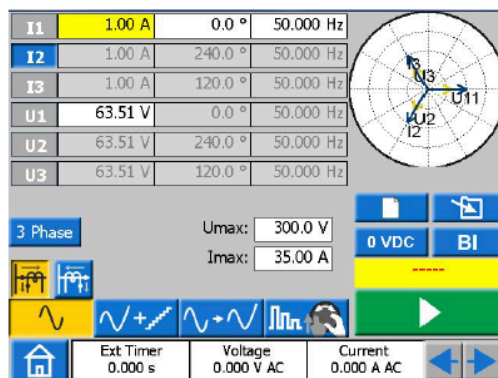 I1 1.00 A 0.0 ° 50.000 Hz
I2 1.00 A 240.0 ° 50.000 Hz
I3 1.00 A 120.0 ° 50.000 Hz
U1 63.51 V 0.0 ° 50.000 Hz
U2 63.51 V 240.0 ° 50.000 Hz
U3 63.51 V 120.0 ° 50.000 Hz
I3
U3
U1 I1
U2
I2
3 Phase
Umax: 300.0 V
Imax: 35.00 A
0 VDC BI
-----
Ext Timer Voltage Current
0.000 s 0.000 V AC 0.000 A AC